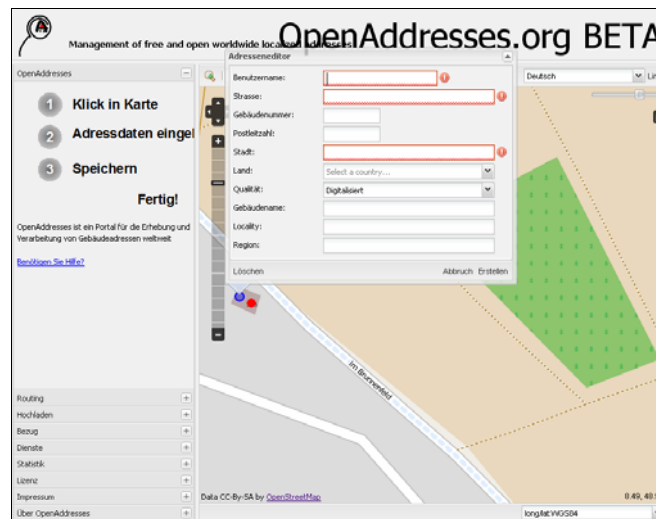 OpenAddresses.org BETA
Management of free and open worldwide localized addresses
Adresseneditor
OpenAddresses
Deutsch
1 Klick in Karte
2 Adressdaten eingel
3 Speichern
Fertig!
OpenAddresses ist ein Portal für die Erhebung und
Verarbeitung von Gebäudeadressen weltweit
Benötigen Sie Hilfe?
Benutzername:
Strasse:
Gebäudenummer:
Postleitzahl:
Stadt:
Land: Select a country...
Qualität: Digitalisiert
Gebäudename:
Locality:
Region:
Löschen Abbruch Erstellen
Im Brunnenfeld
Routing
Hochladen
Bezug
Dienste
Statistik
Lizenz
Impressum
Über OpenAddresses
Data CC-By-SA by OpenStreetMap
long/lat WGS84